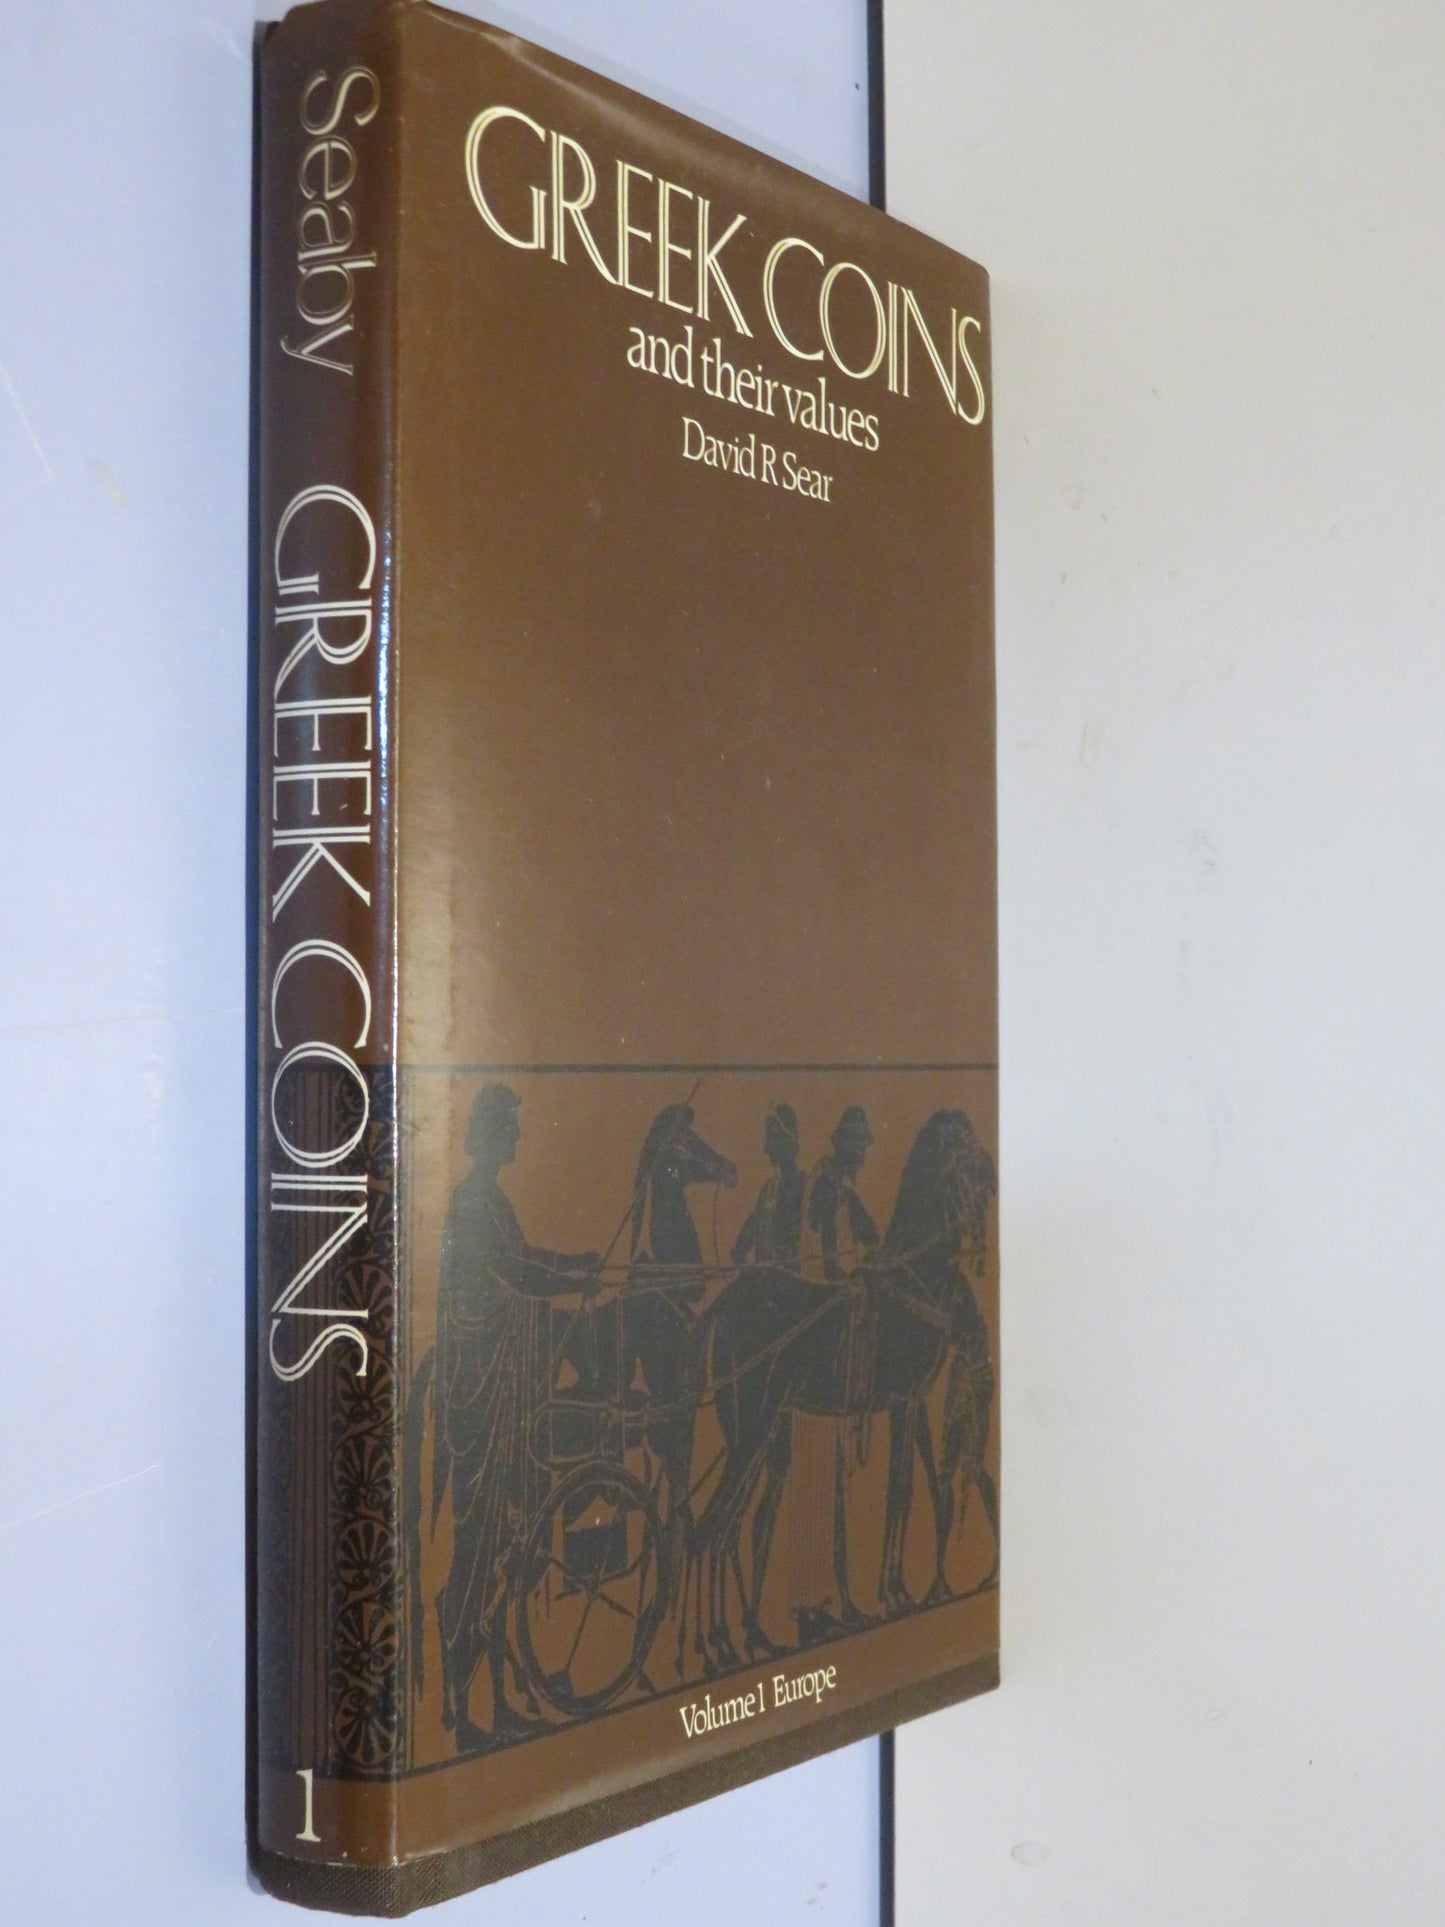 Seaby GREEK COINS 1
GREEK COINS
and their values
David R Sear
Volume 1 Europe